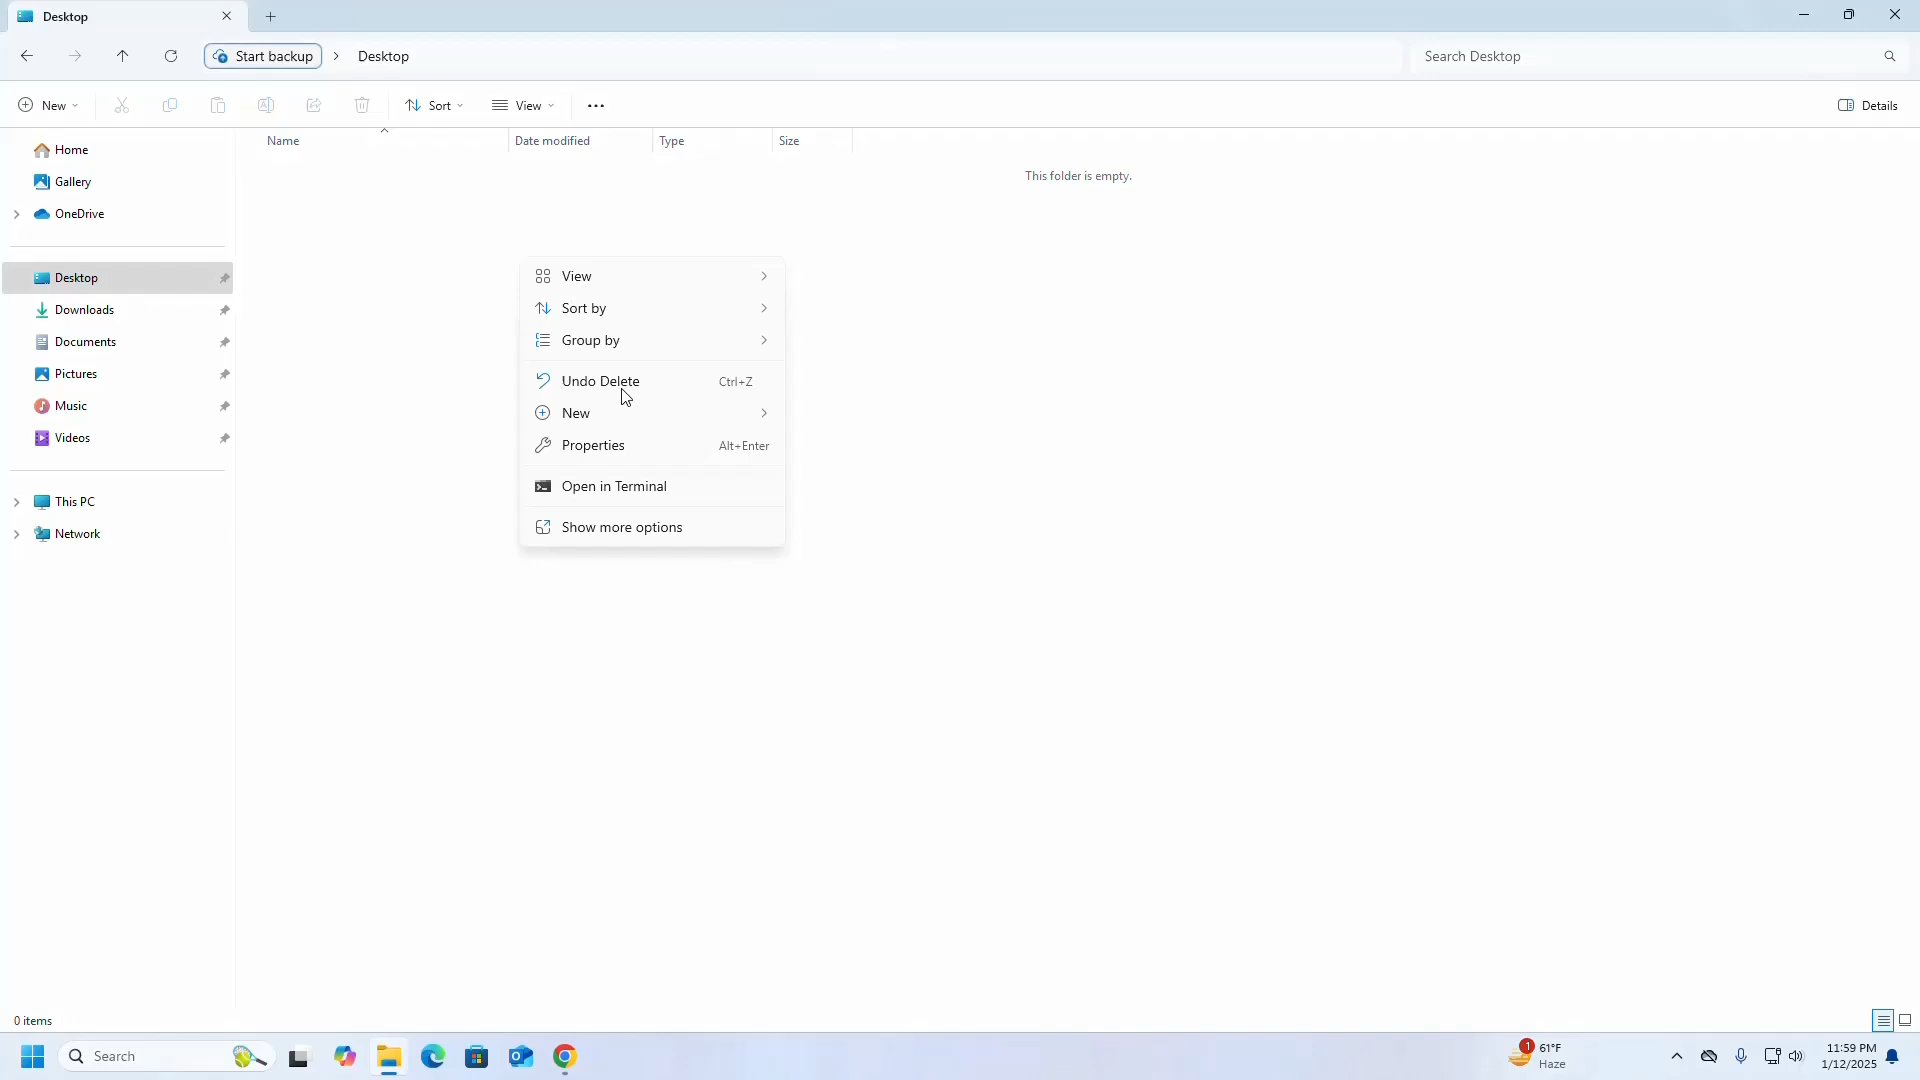 Desktop
Start backup > Desktop
Search Desktop
New
Sort
View
Details
Name
Date modified
Type
Size
This folder is empty.
Home
Gallery
OneDrive
Desktop
Downloads
Documents
Pictures
Music
Videos
This PC
Network
View
Sort by
Group by
Undo Delete Ctrl+Z
New
Properties Alt+Enter
Open in Terminal
Show more options
0 items
Search
1
61°F
Haze
11:59 PM
1/12/2025